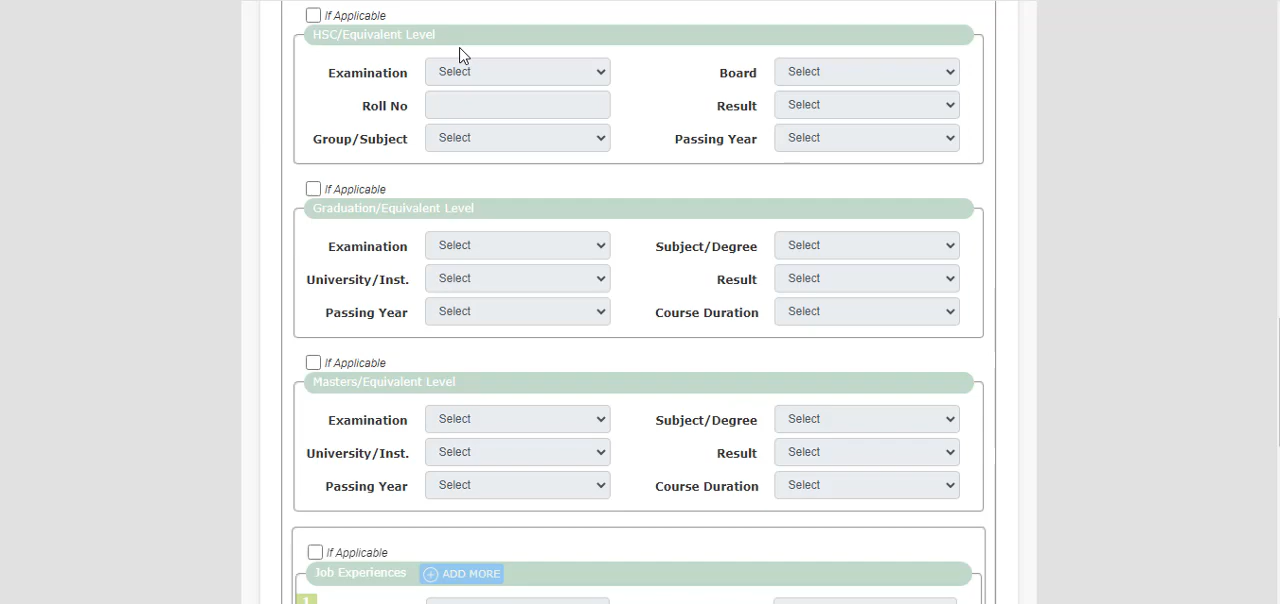 If Applicable
HSC/Equivalent Level
Examination Select Board Select
Roll No Result Select
Group/Subject Select Passing Year Select
If Applicable
Graduation/Equivalent Level
Examination Select Subject/Degree Select
University/Inst. Select Result Select
Passing Year Select Course Duration Select
If Applicable
Masters/Equivalent Level
Examination Select Subject/Degree Select
University/Inst. Select Result Select
Passing Year Select Course Duration Select
If Applicable
Job Experiences ADD MORE
1